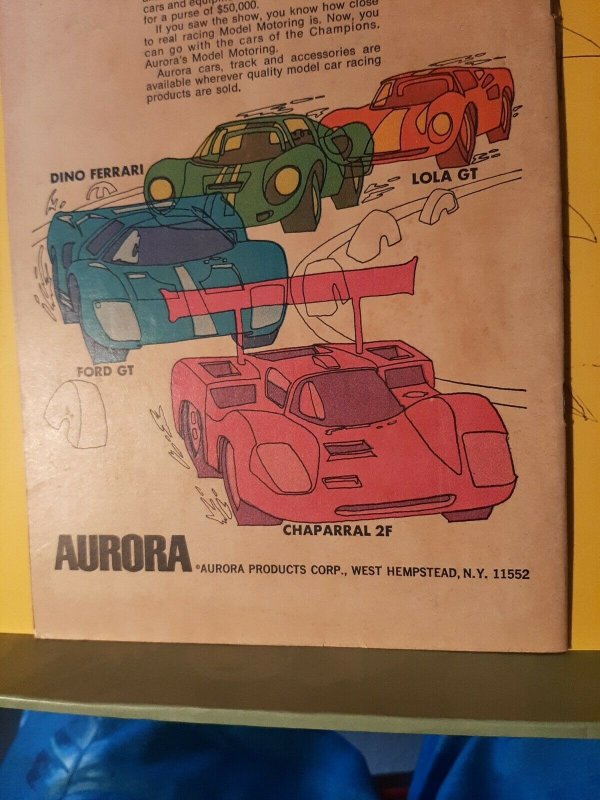 cars and
for a purse of $50,000.
If you saw the show, you know how close
to real racing Model Motoring is. Now, you
can go with the cars of the Champions.
Aurora's Model Motoring.
Aurora cars, track and accessories are
available wherever quality model car racing
products are sold.
DINO FERRARI
LOLA GT
FORD GT
CHAPARRAL 2F
AURORA
©AURORA PRODUCTS CORP., WEST HEMPSTEAD, N.Y. 11552